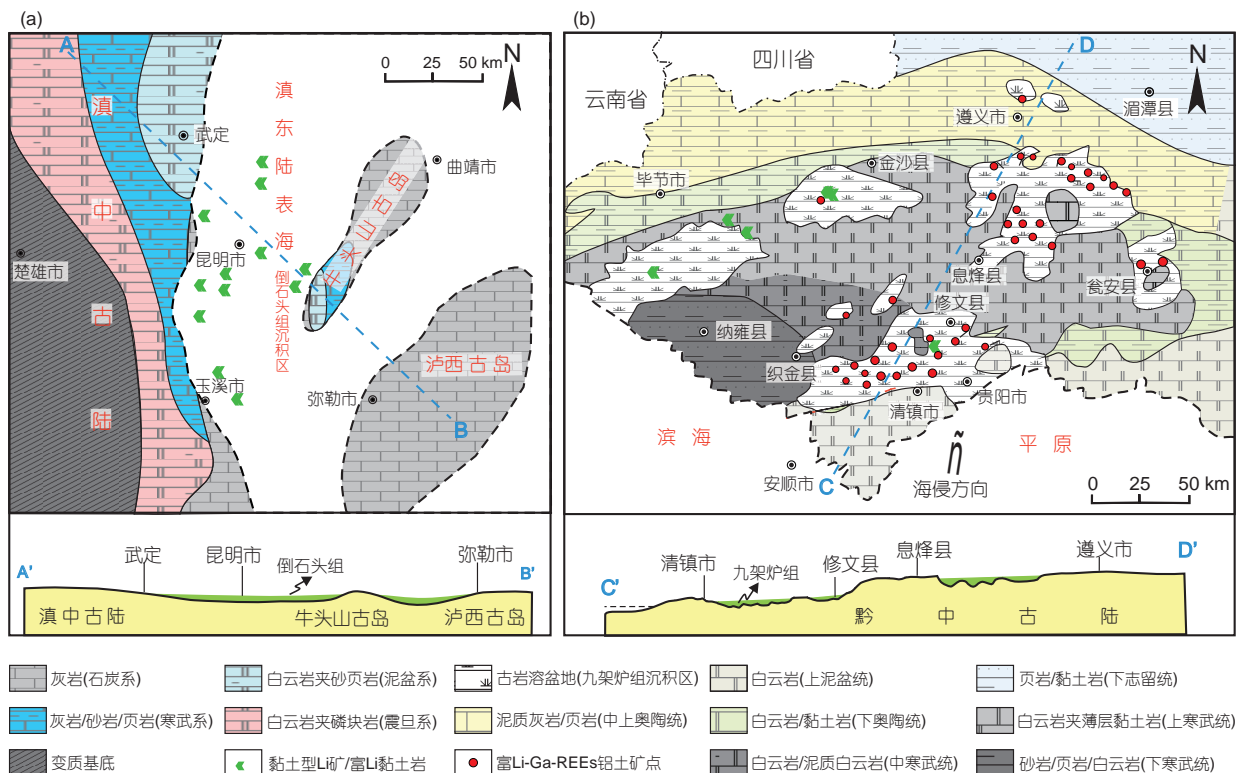 (a)
A
N
0 25 50 km
滇中古陆
滇东陆表海
倒石头组沉积区
武定
曲靖市
牛头山古岛
昆明市
楚雄市
泸西古岛
玉溪市
弥勒市
B
武定
昆明市
倒石头组
弥勒市
A'
B'
滇中古陆
牛头山古岛
泸西古岛
(b)
D
N
四川省
云南省
湄潭县
遵义市
金沙县
毕节市
息烽县
瓮安县
修文县
纳雍县
织金县
贵阳市
清镇市
滨海
平原
ñ
安顺市
C
海侵方向
0 25 50 km
息烽县
遵义市
D'
清镇市
九架炉组
修文县
C'
黔中古陆
灰岩(石炭系)
白云岩夹砂页岩(泥盆系)
古岩溶盆地(九架炉组沉积区)
白云岩(上泥盆统)
页岩/黏土岩(下志留统)
灰岩/砂岩/页岩(寒武系)
白云岩夹磷块岩(震旦系)
泥质灰岩/页岩(中上奥陶统)
白云岩/黏土岩(下奥陶统)
白云岩夹薄层黏土岩(上寒武统)
变质基底
黏土型Li矿/富Li黏土岩
富Li-Ga-REEs铝土矿点
白云岩/泥质白云岩(中寒武统)
砂岩/页岩/白云岩(下寒武统)